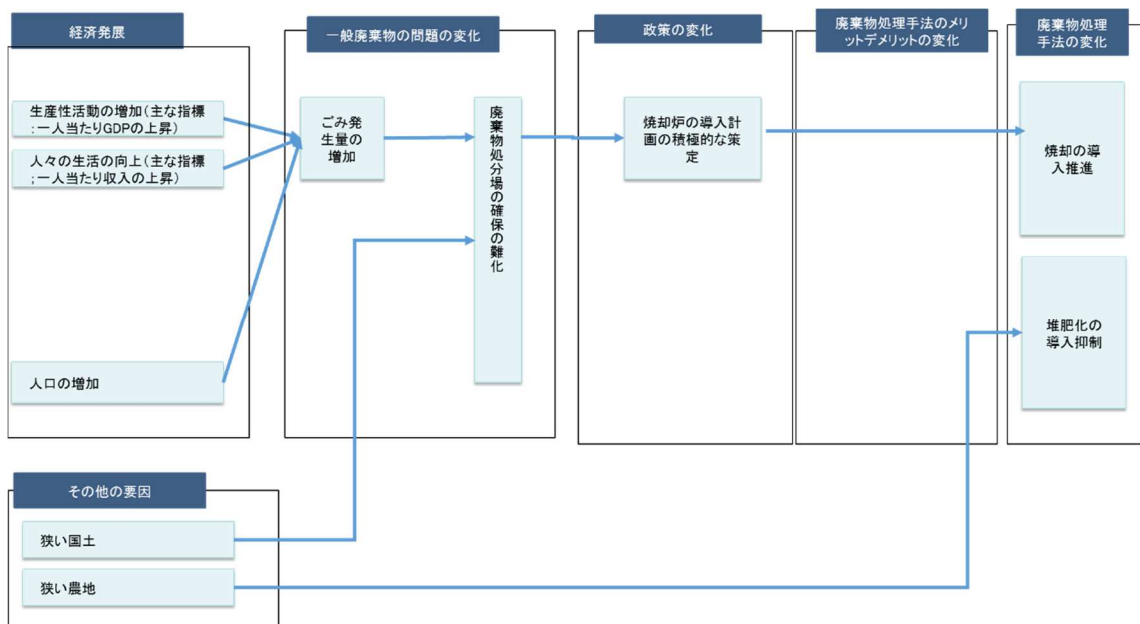 経済発展
一般廃棄物の問題の変化
政策の変化
廃棄物処理手法のメリ
ットデメリットの変化
廃棄物処理
手法の変化
生産性活動の増加(主な指標
:一人当たりGDPの上昇)
人々の生活の向上(主な指標
;一人当たり収入の上昇)
人口の増加
ごみ発
生量の
増加
廃棄物処分場の確保の難化
焼却炉の導入計
画の積極的な策
定
焼却の導
入推進
堆肥化の
導入抑制
その他の要因
狭い国土
狭い農地